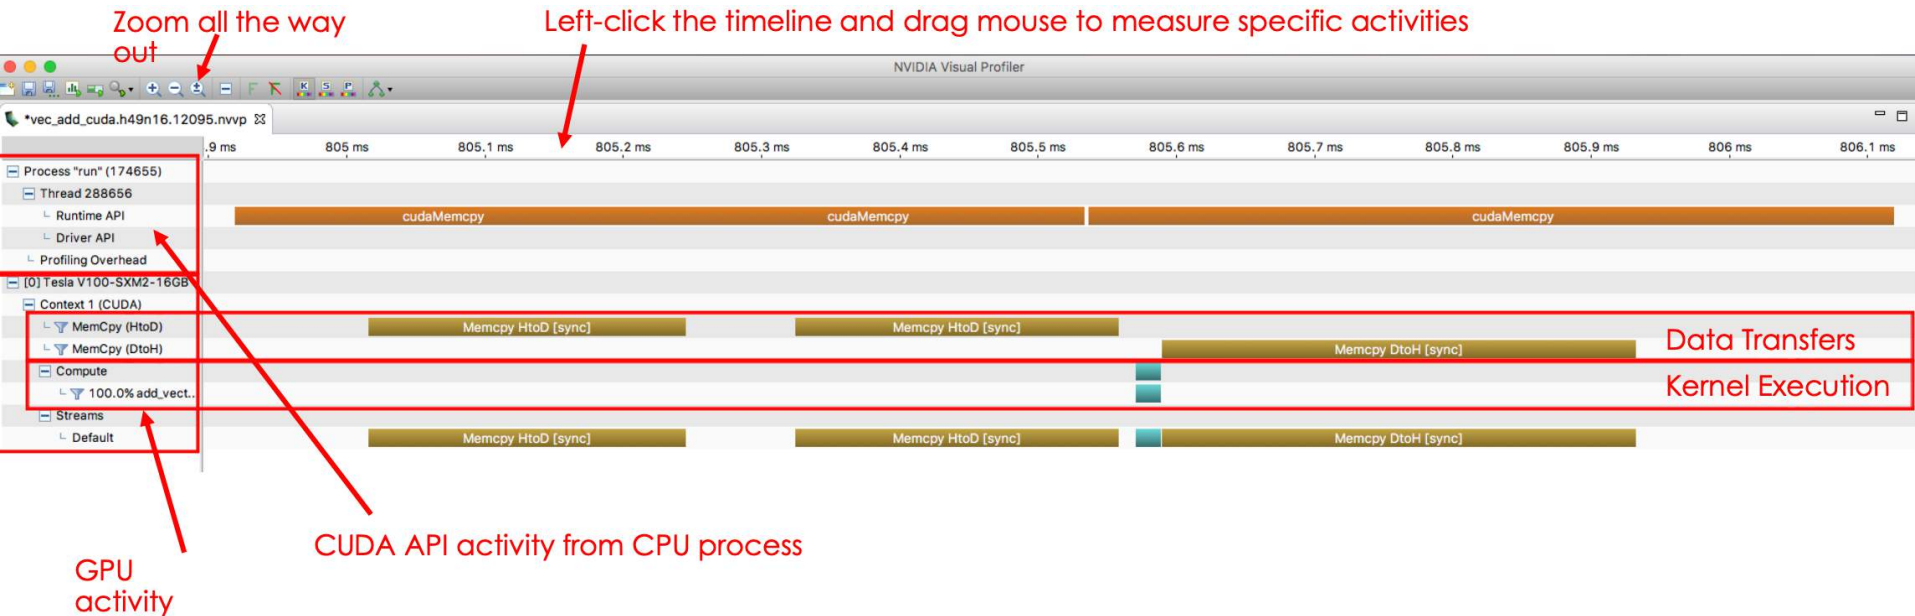 Zoom all the way
out
Left-click the timeline and drag mouse to measure specific activities
NVIDIA Visual Profiler
F K S P
*vec_add_cuda.h49n16.12095.nvvp
.9 ms 805 ms 805.1 ms 805.2 ms 805.3 ms 805.4 ms 805.5 ms 805.6 ms 805.7 ms 805.8 ms 805.9 ms 806 ms 806.1 ms
Process "run" (174655)
Thread 288656
Runtime API cudaMemcpy cudaMemcpy cudaMemcpy
Driver API
Profiling Overhead
[0] Tesla V100-SXM2-16GB
Context 1 (CUDA)
MemCpy (HtoD) Memcpy HtoD [sync] Memcpy HtoD [sync]
MemCpy (DtoH) Memcpy DtoH [sync]
Data Transfers
Compute
100.0% add_vect..
Kernel Execution
Streams
Default Memcpy HtoD [sync] Memcpy HtoD [sync] Memcpy DtoH [sync]
CUDA API activity from CPU process
GPU
activity